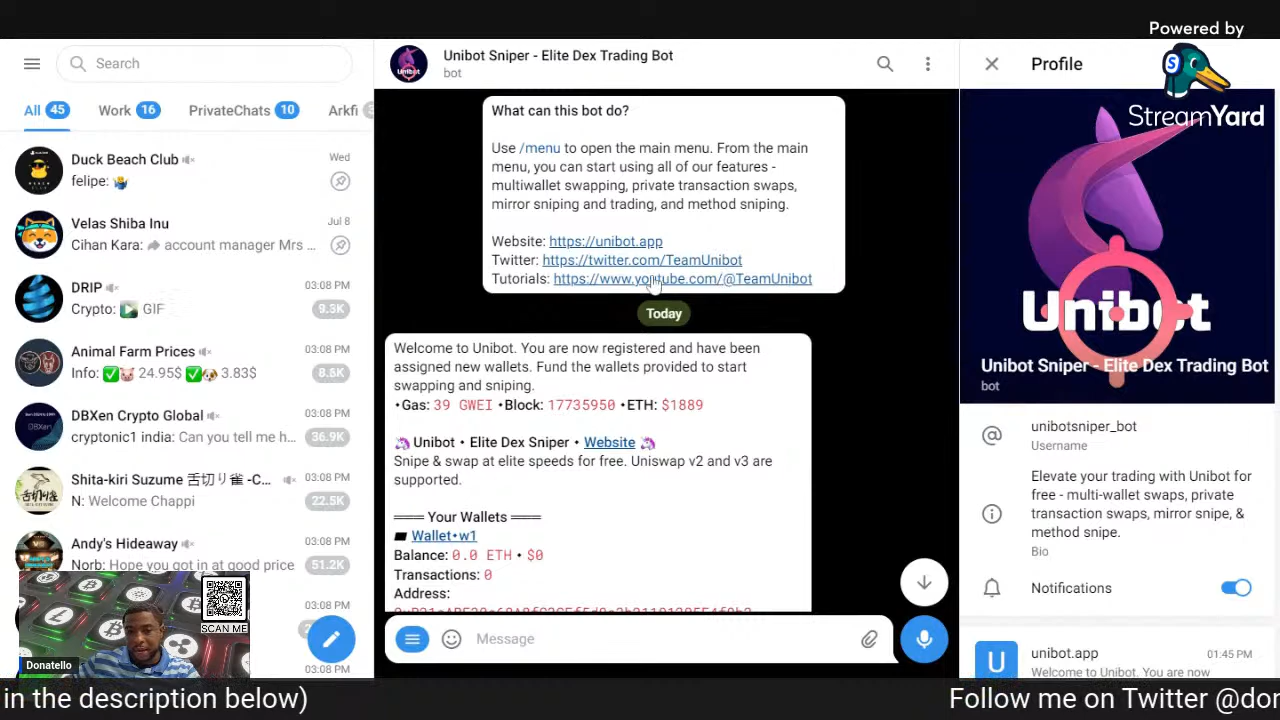 Powered by
StreamYard
Search
All 45
Work 16
PrivateChats 10
Arkfi
Duck Beach Club
Wed
felipe:
Velas Shiba Inu
Jul 8
Cihan Kara: account manager Mrs ...
DRIP
03:08 PM
Crypto: GIF
9.3K
Animal Farm Prices
03:08 PM
Info: ✅🐷 24.95$ ✅🐶 3.83$
8.3K
DBXen Crypto Global
03:08 PM
cryptonic1 india: Can you tell me h...
36.9K
Shita-kiri Suzume 舌切り雀 -C...
03:08 PM
N: Welcome Chappi
22.5K
Andy's Hideaway
03:08 PM
Norb: Hope you got in at good price
51.2K
03:08 PM
SCAN ME
Donatello
03:08 PM
Unibot Sniper - Elite Dex Trading Bot
bot
What can this bot do?
Use /menu to open the main menu. From the
main menu, you can start using all of our features -
multiwallet swapping, private transaction swaps,
mirror sniping and trading, and method sniping.
Website: https://unibot.app
Twitter: https://twitter.com/TeamUnibot
Tutorials: https://www.youtube.com/@TeamUnibot
Today
Welcome to Unibot. You are now registered and have been
assigned new wallets. Fund the wallets provided to start
swapping and sniping.
•Gas: 39 GWEI •Block: 17735950 •ETH: $1889
🦄 Unibot • Elite Dex Sniper • Website 🦄
Snipe & swap at elite speeds for free. Uniswap v2 and v3 are
supported.
═══ Your Wallets ═══
Wallet•w1
Balance: 0.0 ETH • $0
Transactions: 0
Address:
Message
Profile
Unibot
Unibot Sniper - Elite Dex Trading Bot
bot
unibotsniper_bot
Username
Elevate your trading with Unibot for
free - multi-wallet swaps, private
transaction swaps, mirror snipe, &
method snipe.
Bio
Notifications
U
unibot.app
01:45 PM
Welcome to Unibot. You are now
in the description below)
Follow me on Twitter @dor